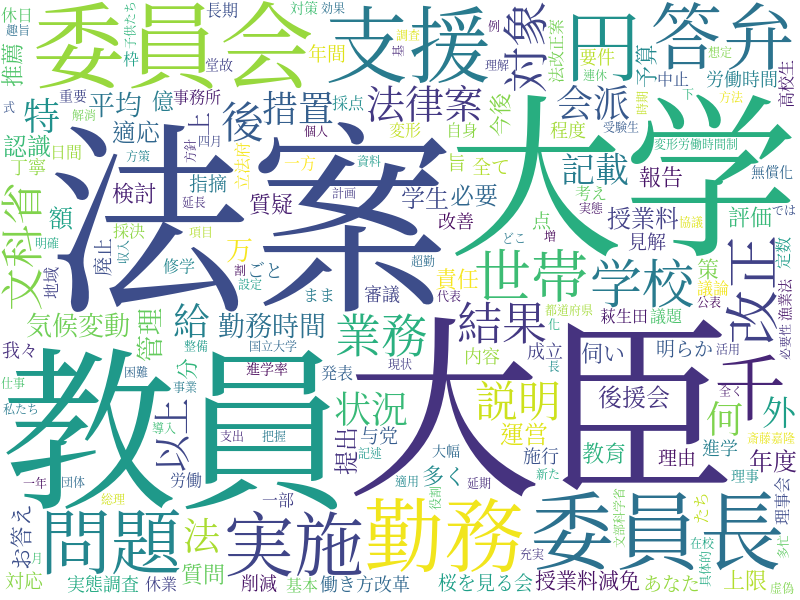 休日
趣旨
枠
子供たち
対策
効果
長期
推薦
堂故
年間
委員会
支援
円
対象
調査
基
理解
例
法改正案
想定
連休
要件
予算
中止
時期
下
方法
労働時間
高校生
答弁
式
重要
解消
特
平均
億
事務所
上
措置
後
採点
個人
法律案
変形
自身
今後
程度
会派
旨
全て
受験生
変形労働時間制
認識
丁寧
日間
適応
方策
方針
四月
立法府
一方
資料
計画
延長
検討
指摘
質疑
学生
必要
改善
点
考え
記載
実態
報告
無償化
では
協議
授業料
評価
見解
定数
文科省
額
万
法案
大学
改正
明確
地域
廃止
収入
採決
項目
割
ごと
超勤
設定
責任
どこ
増
策
議論
公表
必要性
漁業法
世帯
学校
修学
まま
審議
代表
都道府県
化
萩生田
議題
気候変動
管理
給
勤務時間
業務
結果
千
我々
整備
国立大学
内容
成立
長
伺い
明らか
活用
仕事
困難
分
進学率
事業
発表
現状
後援会
何
外
私たち
教員
大臣
状況
説明
斎藤嘉隆
全く
以上
導入
支出
把握
提出
与党
運営
教育
進学
年度
労働
記述
大幅
施行
理由
理事
一年
団体
一部
適用
多く
新た
延期
お答え
問題
実施
勤務
委員長
総理
法
役割
文部科学省
たち
理事会
月
充実
在校
具体的
多忙
対応
実態調査
休業
質問
削減
基本
働き方改革
桜を見る会
授業料減免
あなた
上限
虚偽